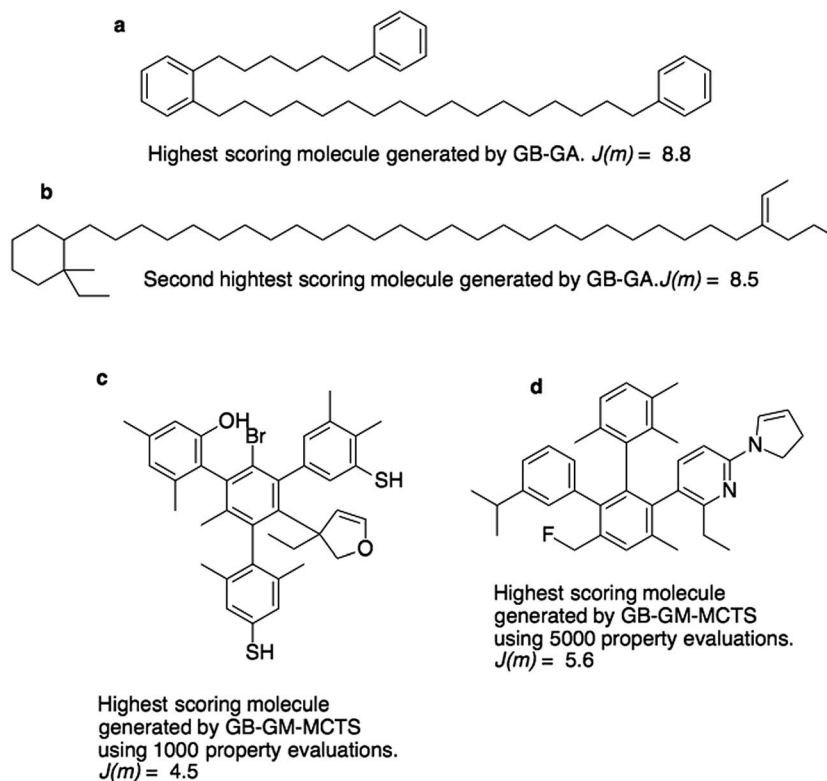 a
Highest scoring molecule generated by GB-GA. J(m) = 8.8
b
Second hightest scoring molecule generated by GB-GA.J(m) = 8.5
c
OH
Br
SH
O
SH
Highest scoring molecule
generated by GB-GM-MCTS
using 1000 property evaluations.
J(m) = 4.5
d
N
N
F
Highest scoring molecule
generated by GB-GM-MCTS
using 5000 property evaluations.
J(m) = 5.6